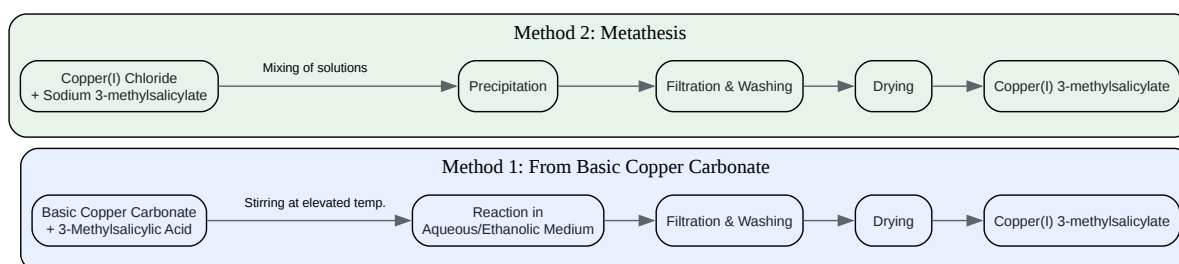 Method 2: Metathesis
Copper(I) Chloride
+ Sodium 3-methylsalicylate
Mixing of solutions
Precipitation
Filtration & Washing
Drying
Copper(I) 3-methylsalicylate
Method 1: From Basic Copper Carbonate
Basic Copper Carbonate
+ 3-Methylsalicylic Acid
Stirring at elevated temp.
Reaction in
Aqueous/Ethanolic Medium
Filtration & Washing
Drying
Copper(I) 3-methylsalicylate